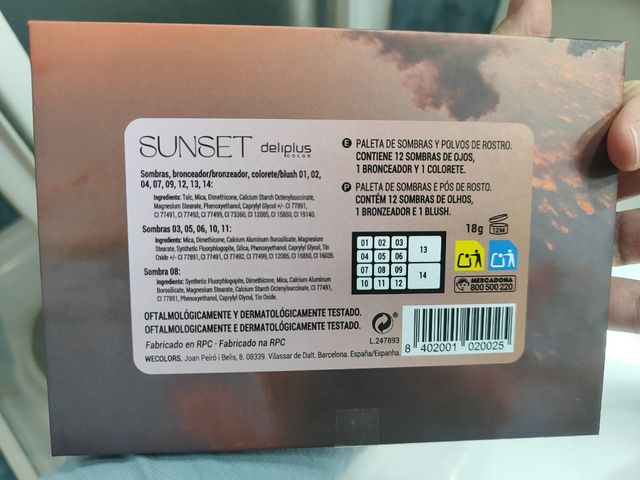 SUNSET deliplus
COLOR
Sombras, bronceador/bronzeador, colorete/blush 01, 02,
04, 07, 09, 12, 13, 14:
Ingredients: Talc, Mica, Dimethicone, Calcium Starch Octenylsuccinate,
Magnesium Stearate, Phenoxyethanol, Caprylyl Glycol +/- CI 77891,
CI 77491, CI 77492, CI 77499, CI 73360, CI 12085, CI 15850, CI 19140.
Sombras 03, 05, 06, 10, 11:
Ingredients: Mica, Dimethicone, Calcium Aluminum Borosilicate, Magnesium
Stearate, Synthetic Fluorphlogopite, Silica, Phenoxyethanol, Caprylyl Glycol, Tin
Oxide +/- CI 77891, CI 77491, CI 77492, CI 77499, CI 12085, CI 15850, CI 16035.
Sombra 08:
Ingredients: Synthetic Fluorphlogopite, Dimethicone, Mica, Calcium Aluminum
Borosilicate, Magnesium Stearate, Calcium Starch Octenylsuccinate, CI 77491,
CI 77891, Phenoxyethanol, Caprylyl Glycol, Tin Oxide.
OFTALMOLÓGICAMENTE Y DERMATOLÓGICAMENTE TESTADO.
OFTALMOLOGICAMENTE E DERMATOLOGICAMENTE TESTADO.
Fabricado en RPC · Fabricado na RPC
WECOLORS. Joan Peiró i Belis, 8. 08339. Vilassar de Dalt. Barcelona. España/Espanha.
E PALETA DE SOMBRAS Y POLVOS DE ROSTRO.
CONTIENE 12 SOMBRAS DE OJOS,
1 BRONCEADOR Y 1 COLORETE.
P PALETA DE SOMBRAS E PÓS DE ROSTO.
CONTÉM 12 SOMBRAS DE OLHOS,
1 BRONZEADOR E 1 BLUSH.
18g 12M
01 02 03 13
04 05 06
07 08 09 14
10 11 12
MERCADONA
800 500 220
L.247893
8 402001 020025